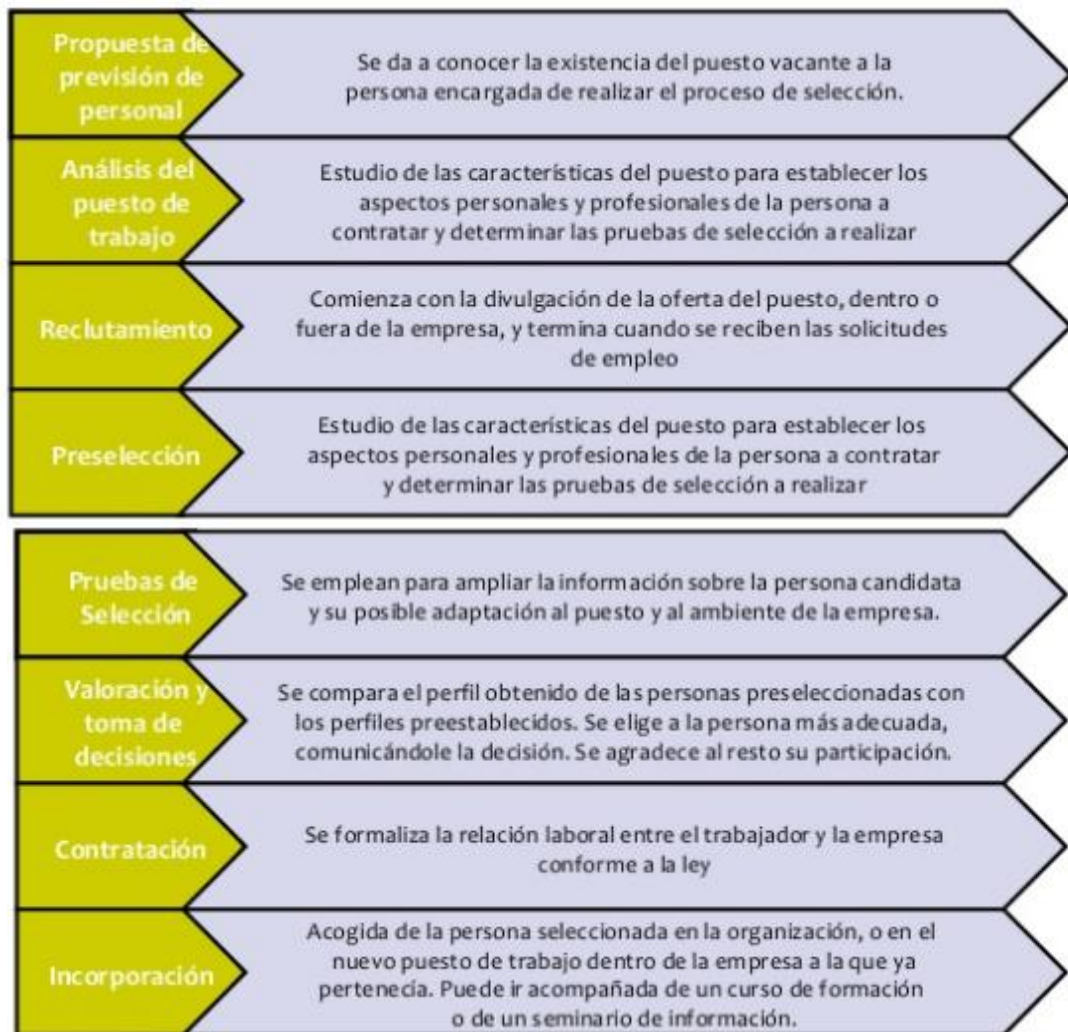 Propuesta de
previsión de
personal
Se da a conocer la existencia del puesto vacante a la
persona encargada de realizar el proceso de selección.
Análisis del
puesto de
trabajo
Estudio de las características del puesto para establecer los
aspectos personales y profesionales de la persona a
contratar y determinar las pruebas de selección a realizar
Reclutamiento
Comienza con la divulgación de la oferta del puesto, dentro o
fuera de la empresa, y termina cuando se reciben las solicitudes
de empleo
Preselección
Estudio de las características del puesto para establecer los
aspectos personales y profesionales de la persona a contratar
y determinar las pruebas de selección a realizar
Pruebas de
Selección
Se emplean para ampliar la información sobre la persona candidata
y su posible adaptación al puesto y al ambiente de la empresa.
Valoración y
toma de
decisiones
Se compara el perfil obtenido de las personas preseleccionadas con
los perfiles preestablecidos. Se elige a la persona más adecuada,
comunicándole la decisión. Se agradece al resto su participación.
Contratación
Se formaliza la relación laboral entre el trabajador y la empresa
conforme a la ley
Incorporación
Acogida de la persona seleccionada en la organización, o en el
nuevo puesto de trabajo dentro de la empresa a la que ya
pertenecía. Puede ir acompañada de un curso de formación
o de un seminario de información.